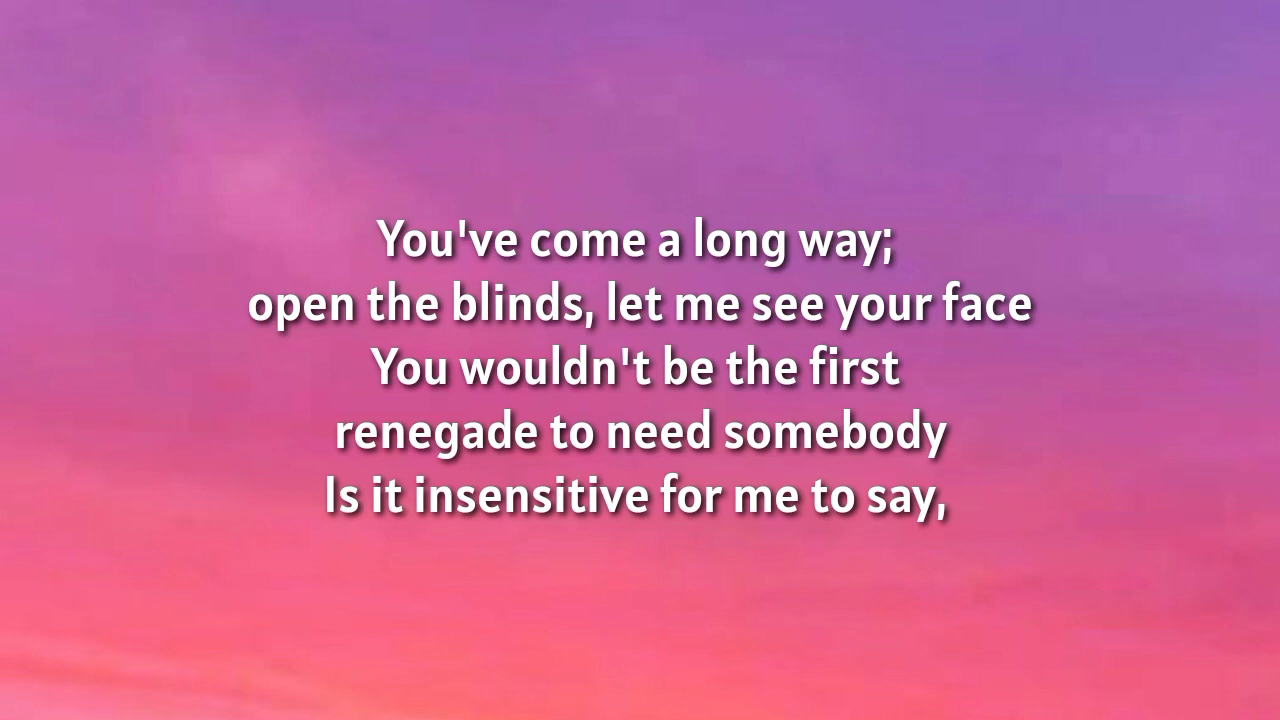 You've come a long way;
open the blinds, let me see your face
You wouldn't be the first
renegade to need somebody
Is it insensitive for me to say,